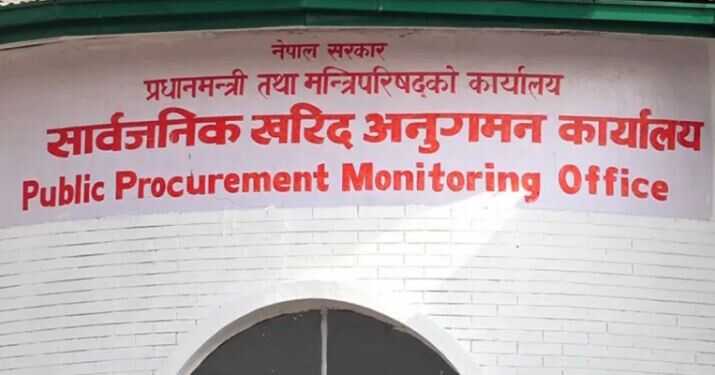 नेपाल सरकार
प्रधानमन्त्री तथा मन्त्रिपरिषद्को कार्यालय
सार्वजनिक खरिद अनुगमन कार्यालय
Public Procurement Monitoring Office